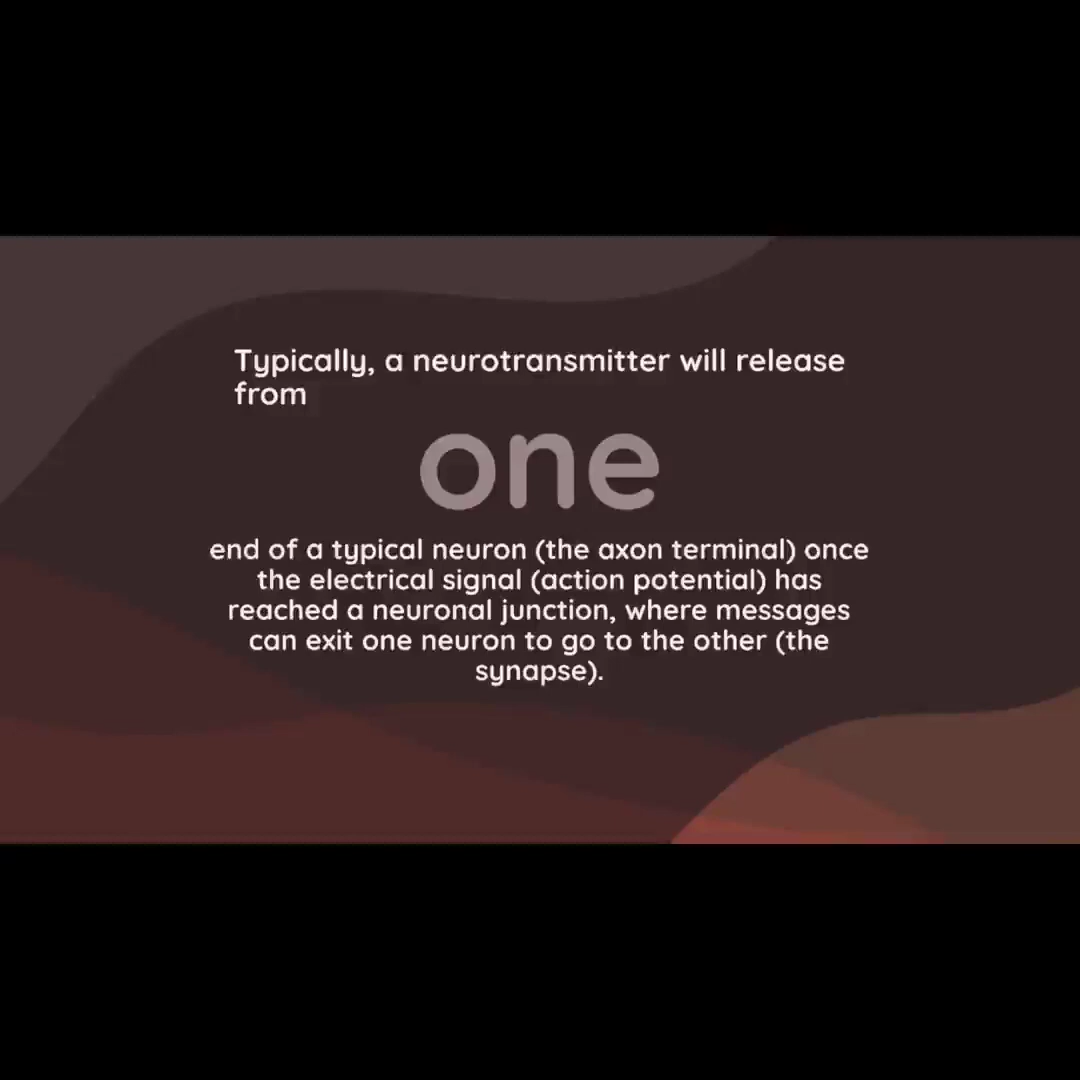 Typically, a neurotransmitter will release
from
one
end of a typical neuron (the axon terminal) once
the electrical signal (action potential) has
reached a neuronal junction, where messages
can exit one neuron to go to the other (the
synapse).